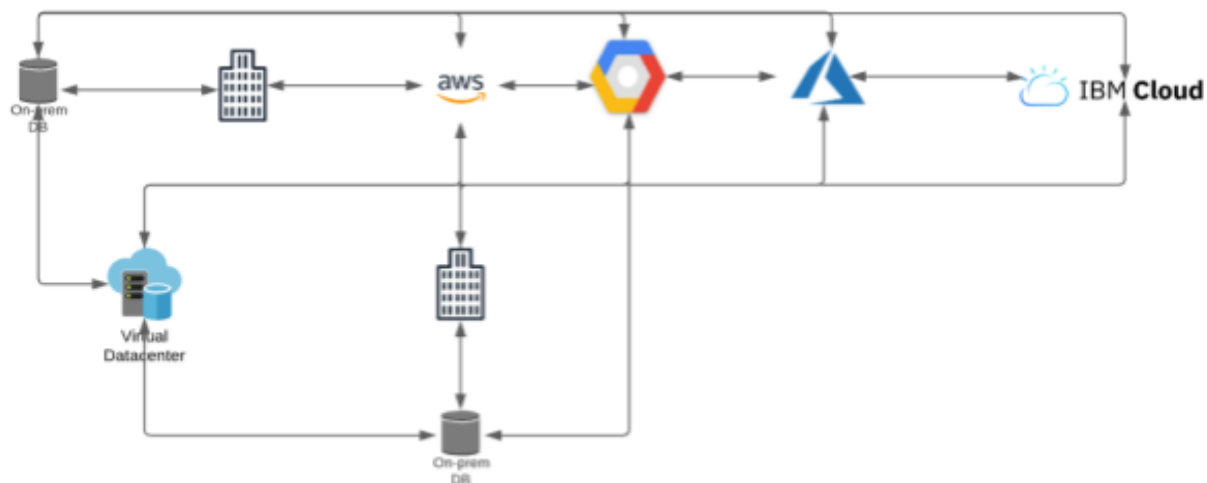 aws
IBM Cloud
On-prem
DB
Virtual
Datacenter
On-prem
DB